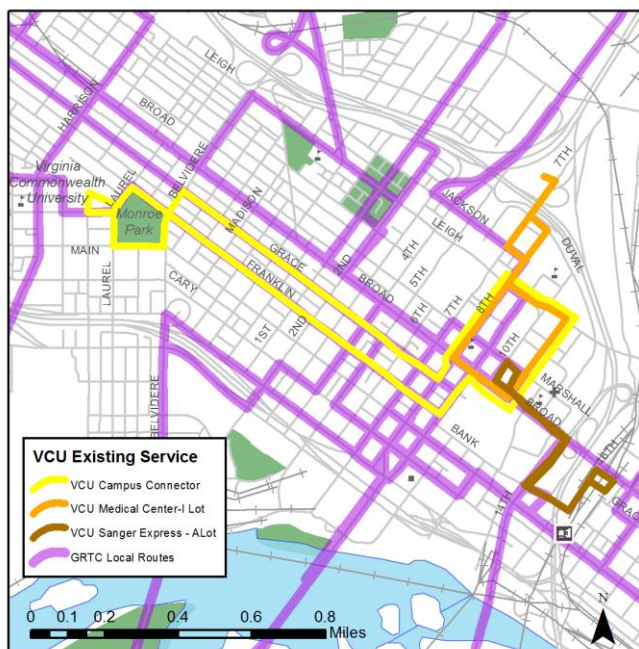 LEIGH
HARRISON
BROAD
7TH
Virginia
Commonwealth
University
LAUREL
BELVIDERE
MADISON
JACKSON
LEIGH
DUVAL
Monroe
Park
MAIN
LAUREL
GRACE
2ND
4TH
5TH
BROAD
6TH
7TH
8TH
CARY
FRANKLIN
1ST
2ND
10TH
MARSHALL
BROAD
BELVIDERE
BANK
14TH
16TH
GRACE
VCU Existing Service
VCU Campus Connector
VCU Medical Center-I Lot
VCU Sanger Express - ALot
GRTC Local Routes
N
0 0.1 0.2 0.4 0.6 0.8
Miles